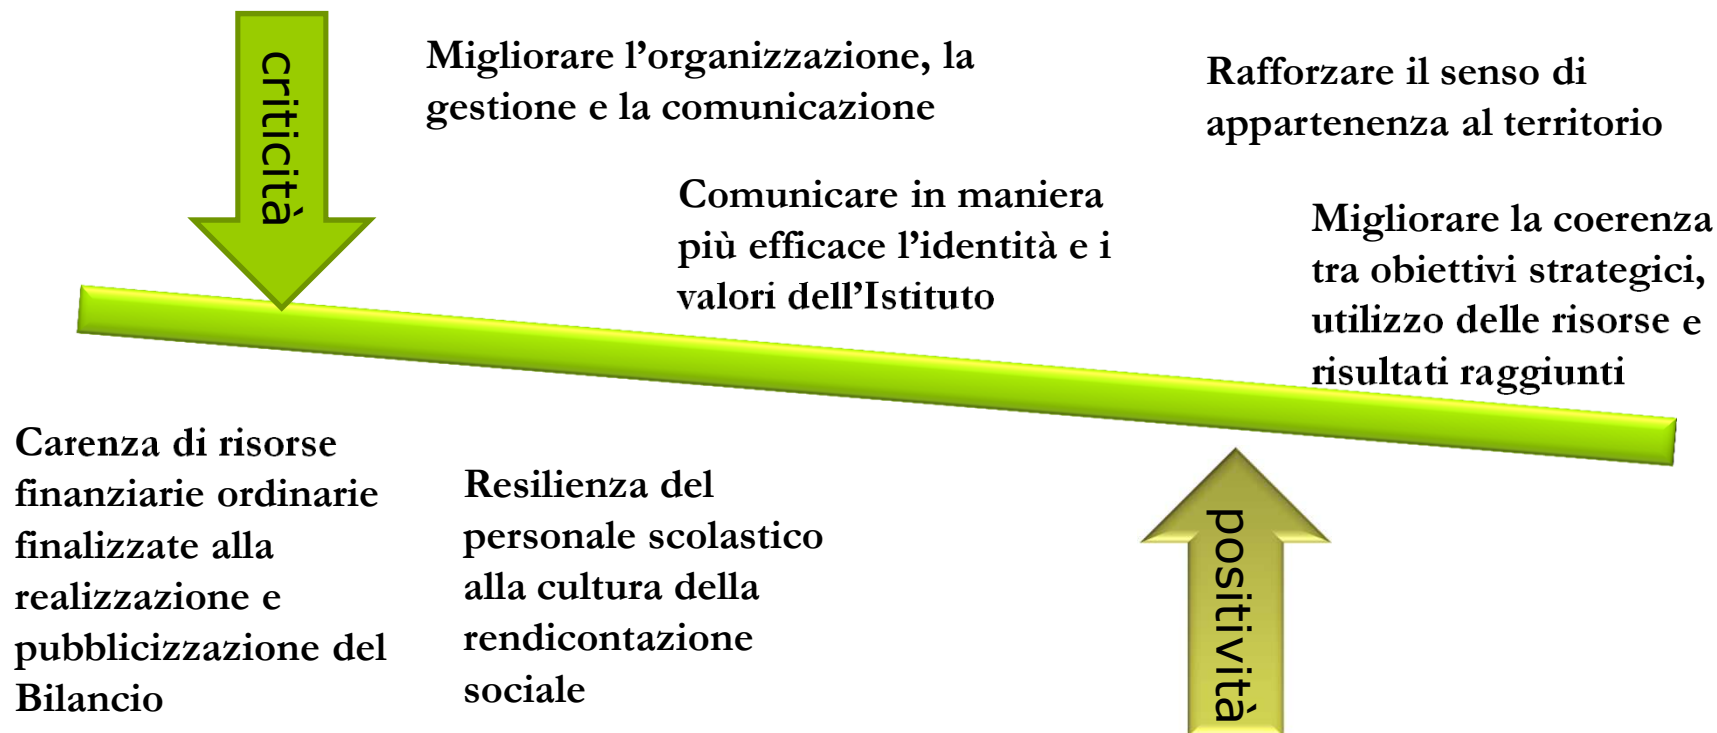 criticità
Migliorare l’organizzazione, la
gestione e la comunicazione
Rafforzare il senso di
appartenenza al territorio
Comunicare in maniera
più efficace l’identità e i
valori dell’Istituto
Migliorare la coerenza
tra obiettivi strategici,
utilizzo delle risorse e
risultati raggiunti
Carenza di risorse
finanziarie ordinarie
finalizzate alla
realizzazione e
pubblicizzazione del
Bilancio
Resilienza del
personale scolastico
alla cultura della
rendicontazione
sociale
positività